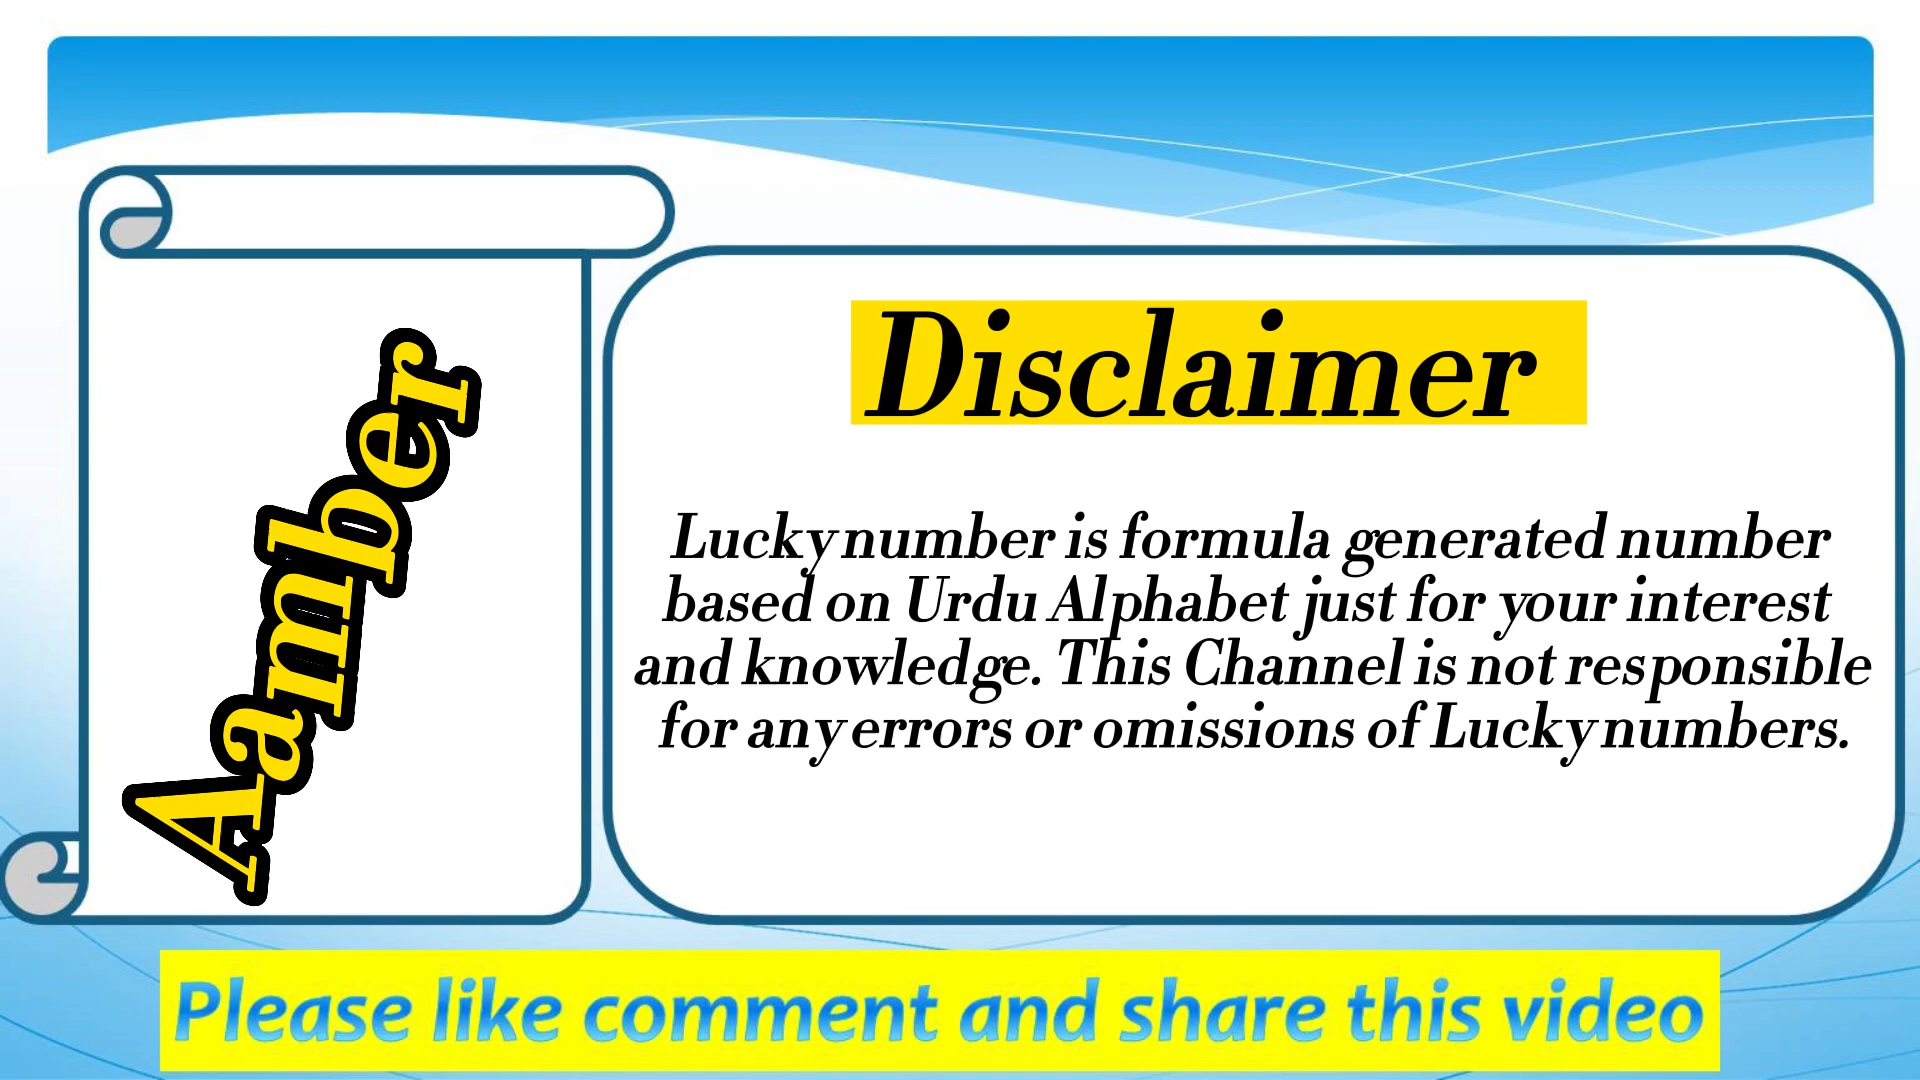 Aamber
Disclaimer
Lucky number is formula generated number
based on Urdu Alphabet just for your interest
and knowledge. This Channel is not responsible
for any errors or omissions of Lucky numbers.
Please like comment and share this video